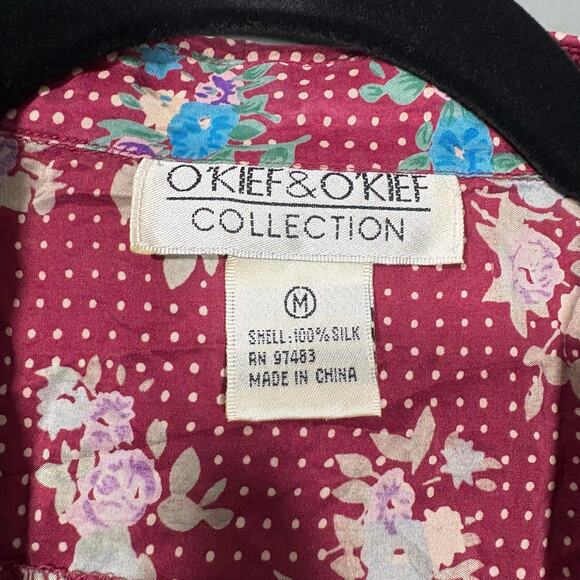 O'KIEF&O'KIEF
COLLECTION
M
SHELL:100%SILK
RN 97483
MADE IN CHINA